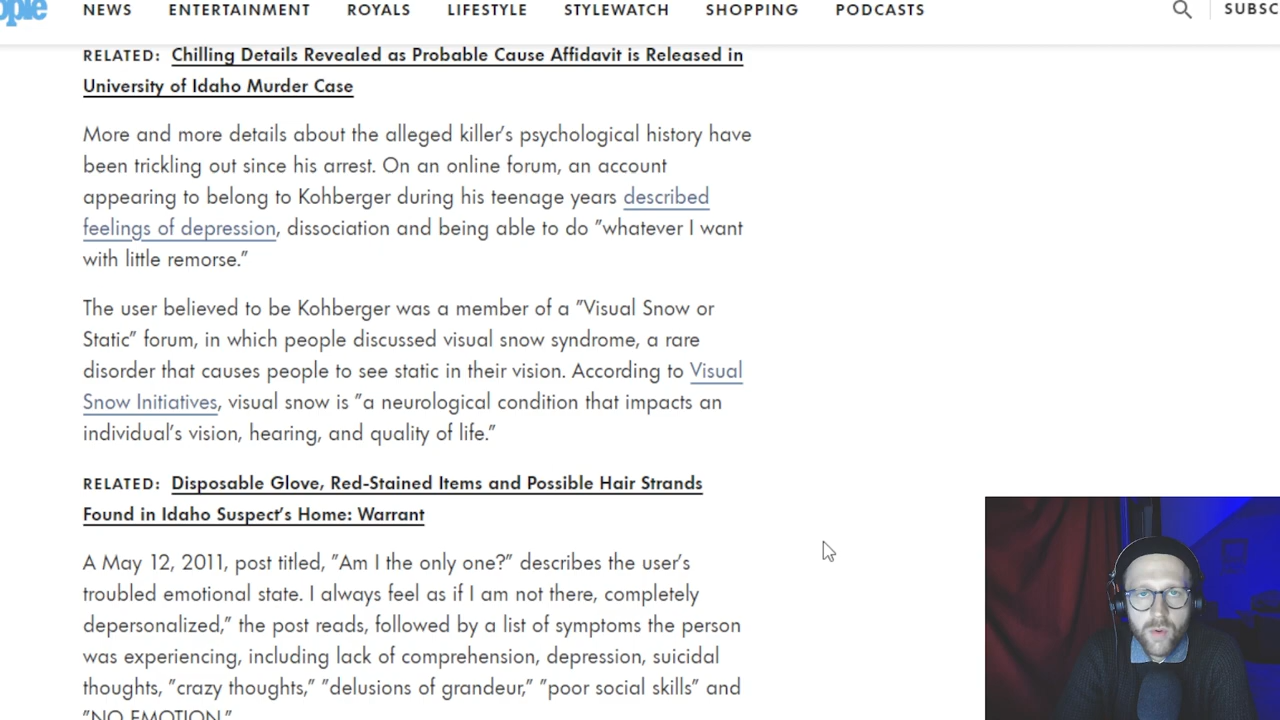 ople NEWS ENTERTAINMENT ROYALS LIFESTYLE STYLEWATCH SHOPPING PODCASTS SUBSC
RELATED: Chilling Details Revealed as Probable Cause Affidavit is Released in
University of Idaho Murder Case
More and more details about the alleged killer's psychological history have
been trickling out since his arrest. On an online forum, an account
appearing to belong to Kohberger during his teenage years described
feelings of depression, dissociation and being able to do "whatever I want
with little remorse."
The user believed to be Kohberger was a member of a "Visual Snow or
Static" forum, in which people discussed visual snow syndrome, a rare
disorder that causes people to see static in their vision. According to Visual
Snow Initiatives, visual snow is "a neurological condition that impacts an
individual's vision, hearing, and quality of life."
RELATED: Disposable Glove, Red-Stained Items and Possible Hair Strands
Found in Idaho Suspect's Home: Warrant
A May 12, 2011, post titled, "Am I the only one?" describes the user's
troubled emotional state. I always feel as if I am not there, completely
depersonalized," the post reads, followed by a list of symptoms the person
was experiencing, including lack of comprehension, depression, suicidal
thoughts, "crazy thoughts," "delusions of grandeur," "poor social skills" and
"NO EMOTION."